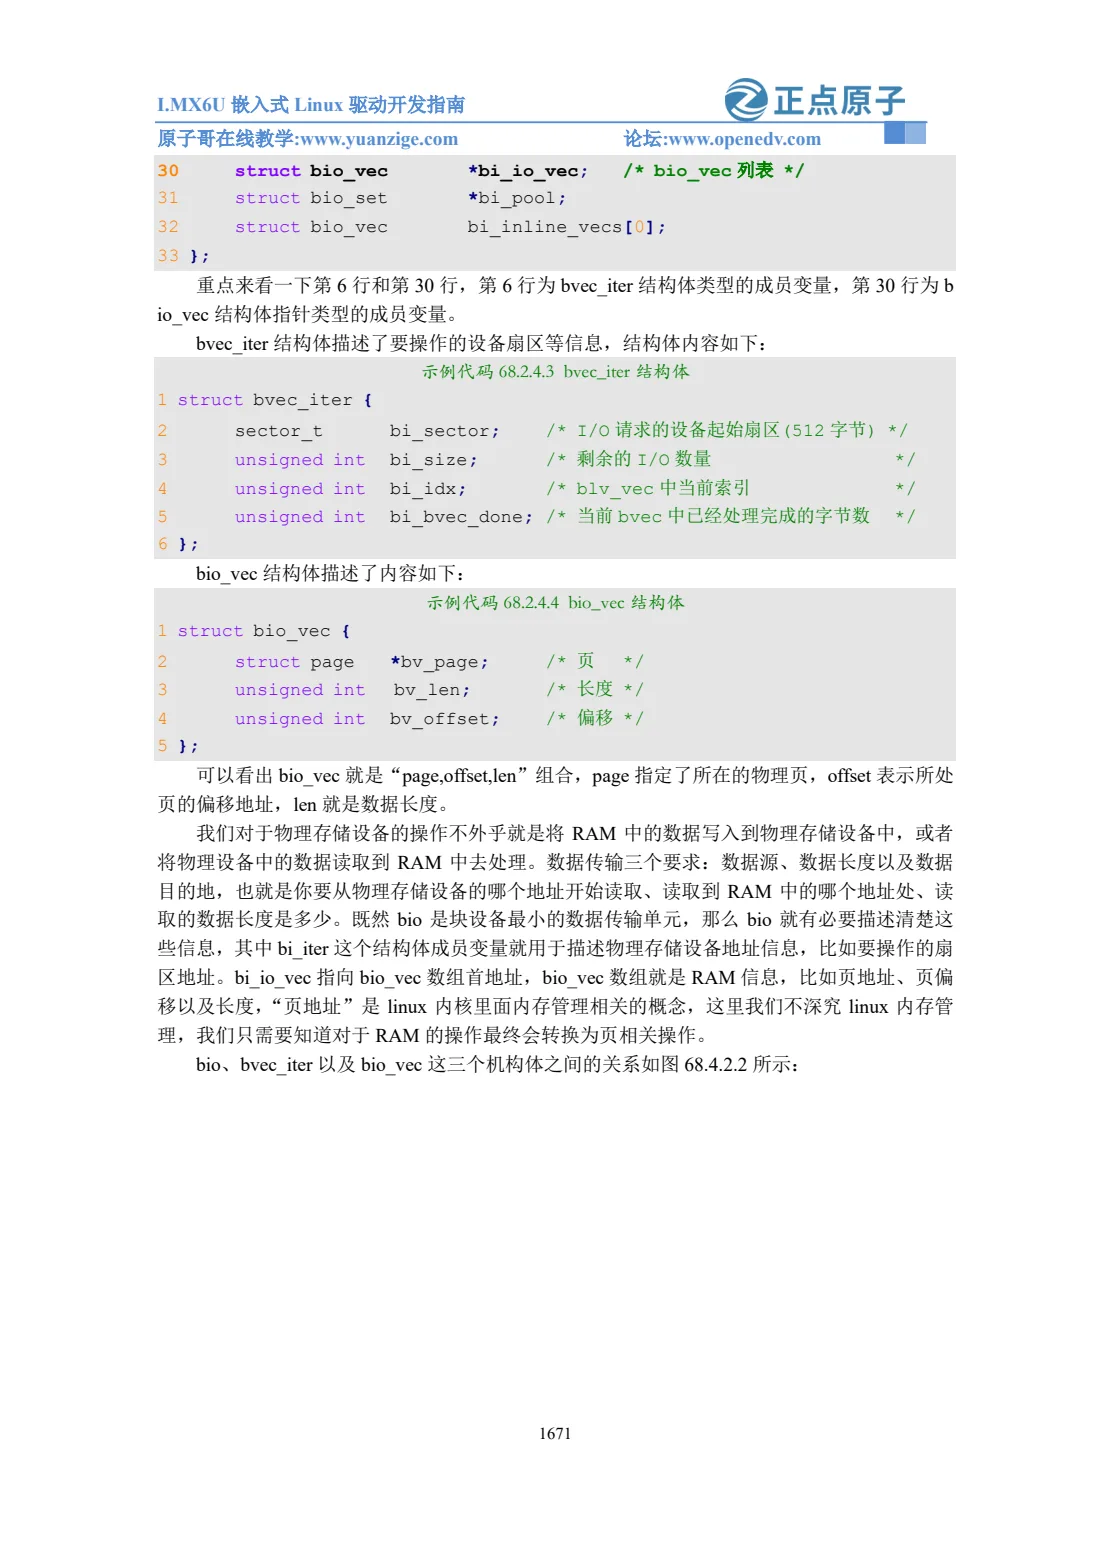 I.MX6U 嵌入式 Linux 驱动开发指南
正点原子
原子哥在线教学:www.yuanzige.com 论坛:www.openedv.com
30 struct bio_vec *bi_io_vec; /* bio_vec 列表 */
31 struct bio_set *bi_pool;
32 struct bio_vec bi_inline_vecs[0];
33 };
重点来看一下第 6 行和第 30 行，第 6 行为 bvec_iter 结构体类型的成员变量，第 30 行为 b
io_vec 结构体指针类型的成员变量。
bvec_iter 结构体描述了要操作的设备扇区等信息，结构体内容如下：
示例代码 68.2.4.3 bvec_iter 结构体
1 struct bvec_iter {
2 sector_t bi_sector; /* I/O 请求的设备起始扇区(512 字节) */
3 unsigned int bi_size; /* 剩余的 I/O 数量 */
4 unsigned int bi_idx; /* blv_vec 中当前索引 */
5 unsigned int bi_bvec_done; /* 当前 bvec 中已经处理完成的字节数 */
6 };
bio_vec 结构体描述了内容如下：
示例代码 68.2.4.4 bio_vec 结构体
1 struct bio_vec {
2 struct page *bv_page; /* 页 */
3 unsigned int bv_len; /* 长度 */
4 unsigned int bv_offset; /* 偏移 */
5 };
可以看出 bio_vec 就是“page,offset,len”组合，page 指定了所在的物理页，offset 表示所处
页的偏移地址，len 就是数据长度。
我们对于物理存储设备的操作不外乎就是将 RAM 中的数据写入到物理存储设备中，或者
将物理设备中的数据读取到 RAM 中去处理。数据传输三个要求：数据源、数据长度以及数据
目的地，也就是你要从物理存储设备的哪个地址开始读取、读取到 RAM 中的哪个地址处、读
取的数据长度是多少。既然 bio 是块设备最小的数据传输单元，那么 bio 就有必要描述清楚这
些信息，其中 bi_iter 这个结构体成员变量就用于描述物理存储设备地址信息，比如要操作的扇
区地址。bi_io_vec 指向 bio_vec 数组首地址，bio_vec 数组就是 RAM 信息，比如页地址、页偏
移以及长度，“页地址”是 linux 内核里面内存管理相关的概念，这里我们不深究 linux 内存管
理，我们只需要知道对于 RAM 的操作最终会转换为页相关操作。
bio、bvec_iter 以及 bio_vec 这三个机构体之间的关系如图 68.4.2.2 所示：
1671